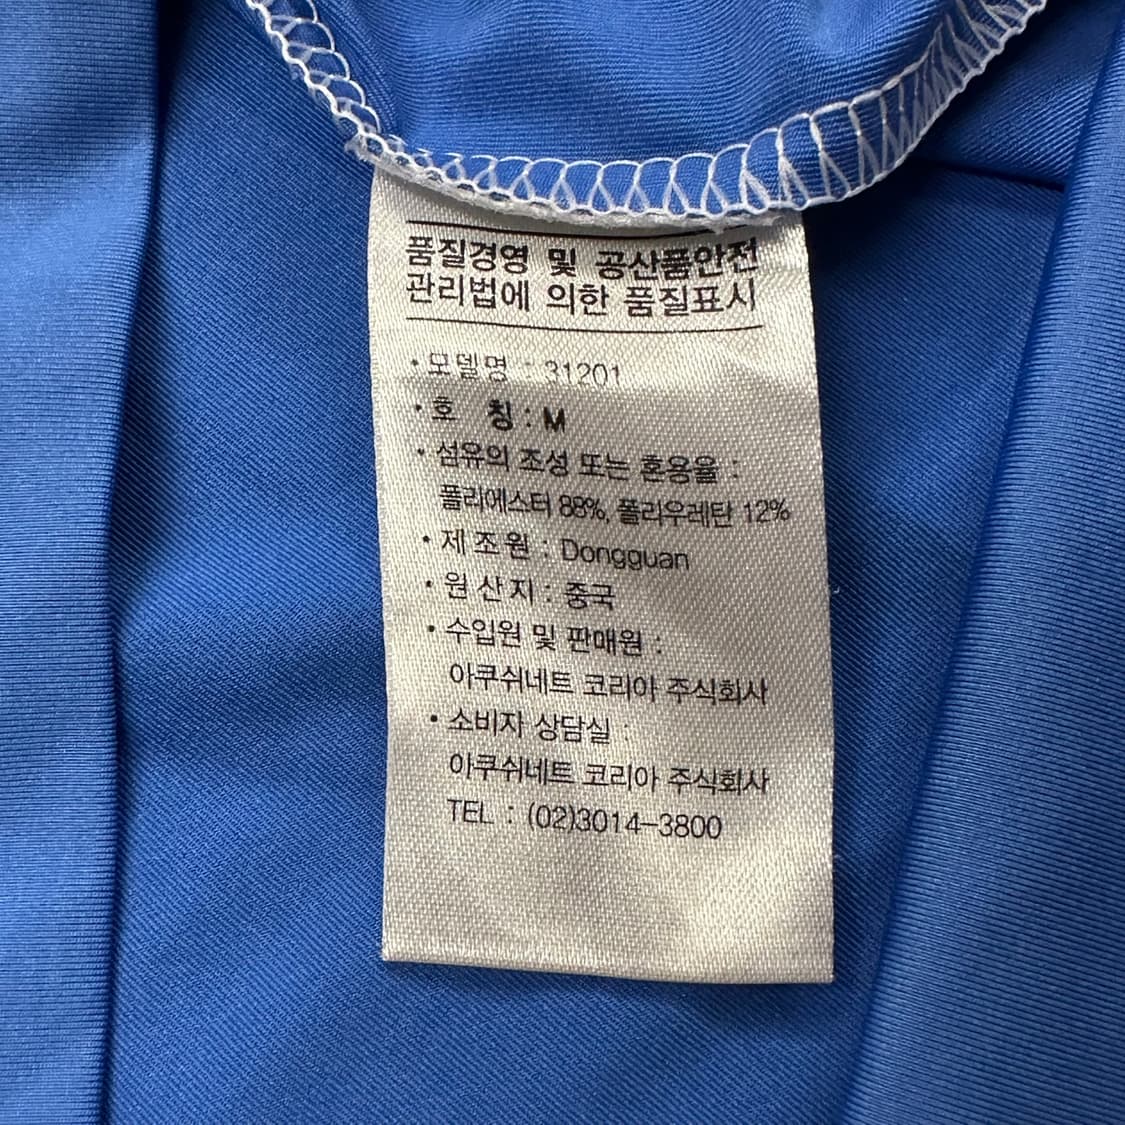 품질경영 및 공산품안전
관리법에 의한 품질표시
• 모델명 : 31201
• 호 칭 : M
• 섬유의 조성 또는 혼용율 :
폴리에스터 88%, 폴리우레탄 12%
• 제조원 : Dongguan
• 원산지 : 중국
• 수입원 및 판매원 :
아쿠쉬네트 코리아 주식회사
• 소비자 상담실 :
아쿠쉬네트 코리아 주식회사
TEL : (02)3014-3800